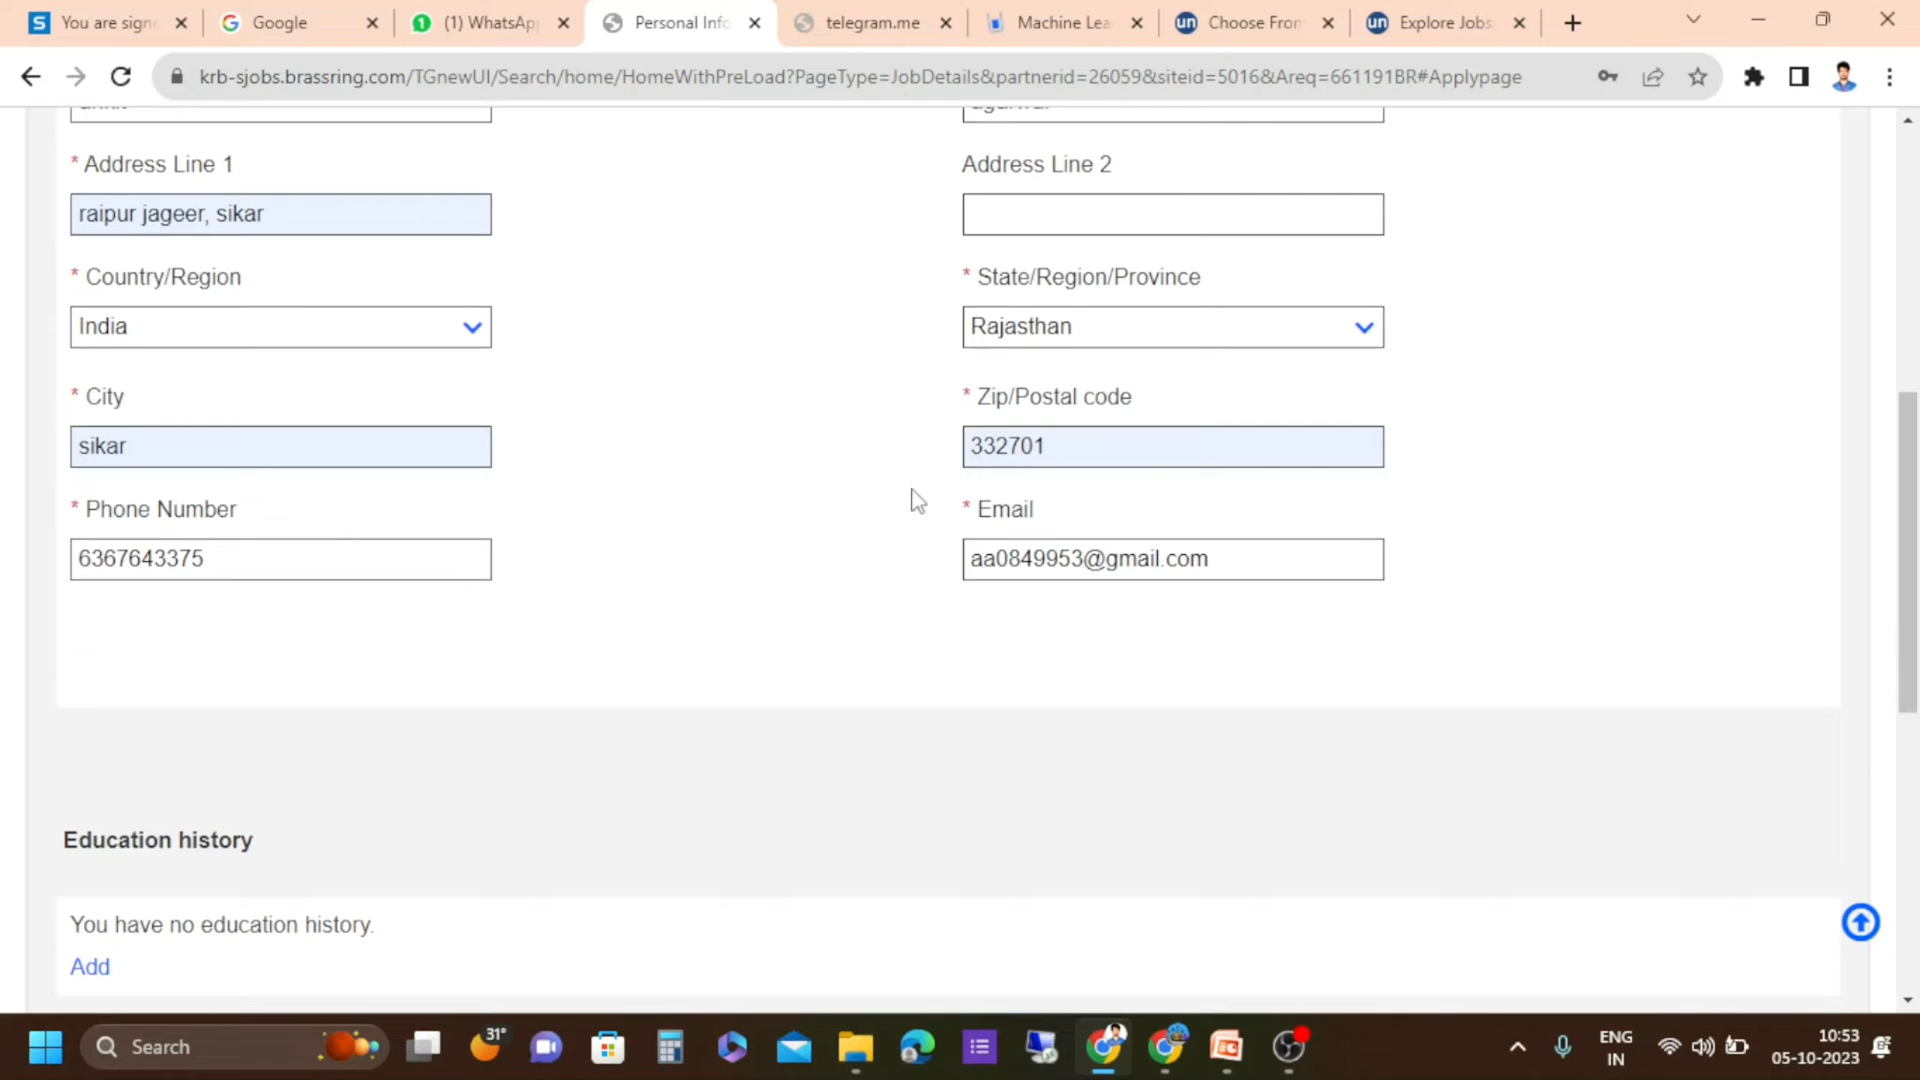 You are signe
Google
(1) WhatsApp
Personal Info
telegram.me
Machine Lea
Choose From
Explore Jobs
krb-sjobs.brassring.com/TGnewUI/Search/home/HomeWithPreLoad?PageType=JobDetails&partnerid=26059&siteid=5016&Areq=661191BR#Applypage
* Address Line 1
Address Line 2
raipur jageer, sikar
* Country/Region
* State/Region/Province
India
Rajasthan
* City
* Zip/Postal code
sikar
332701
* Phone Number
* Email
6367643375
aa0849953@gmail.com
Education history
You have no education history.
Add
Search
31°
ENG
IN
10:53
05-10-2023